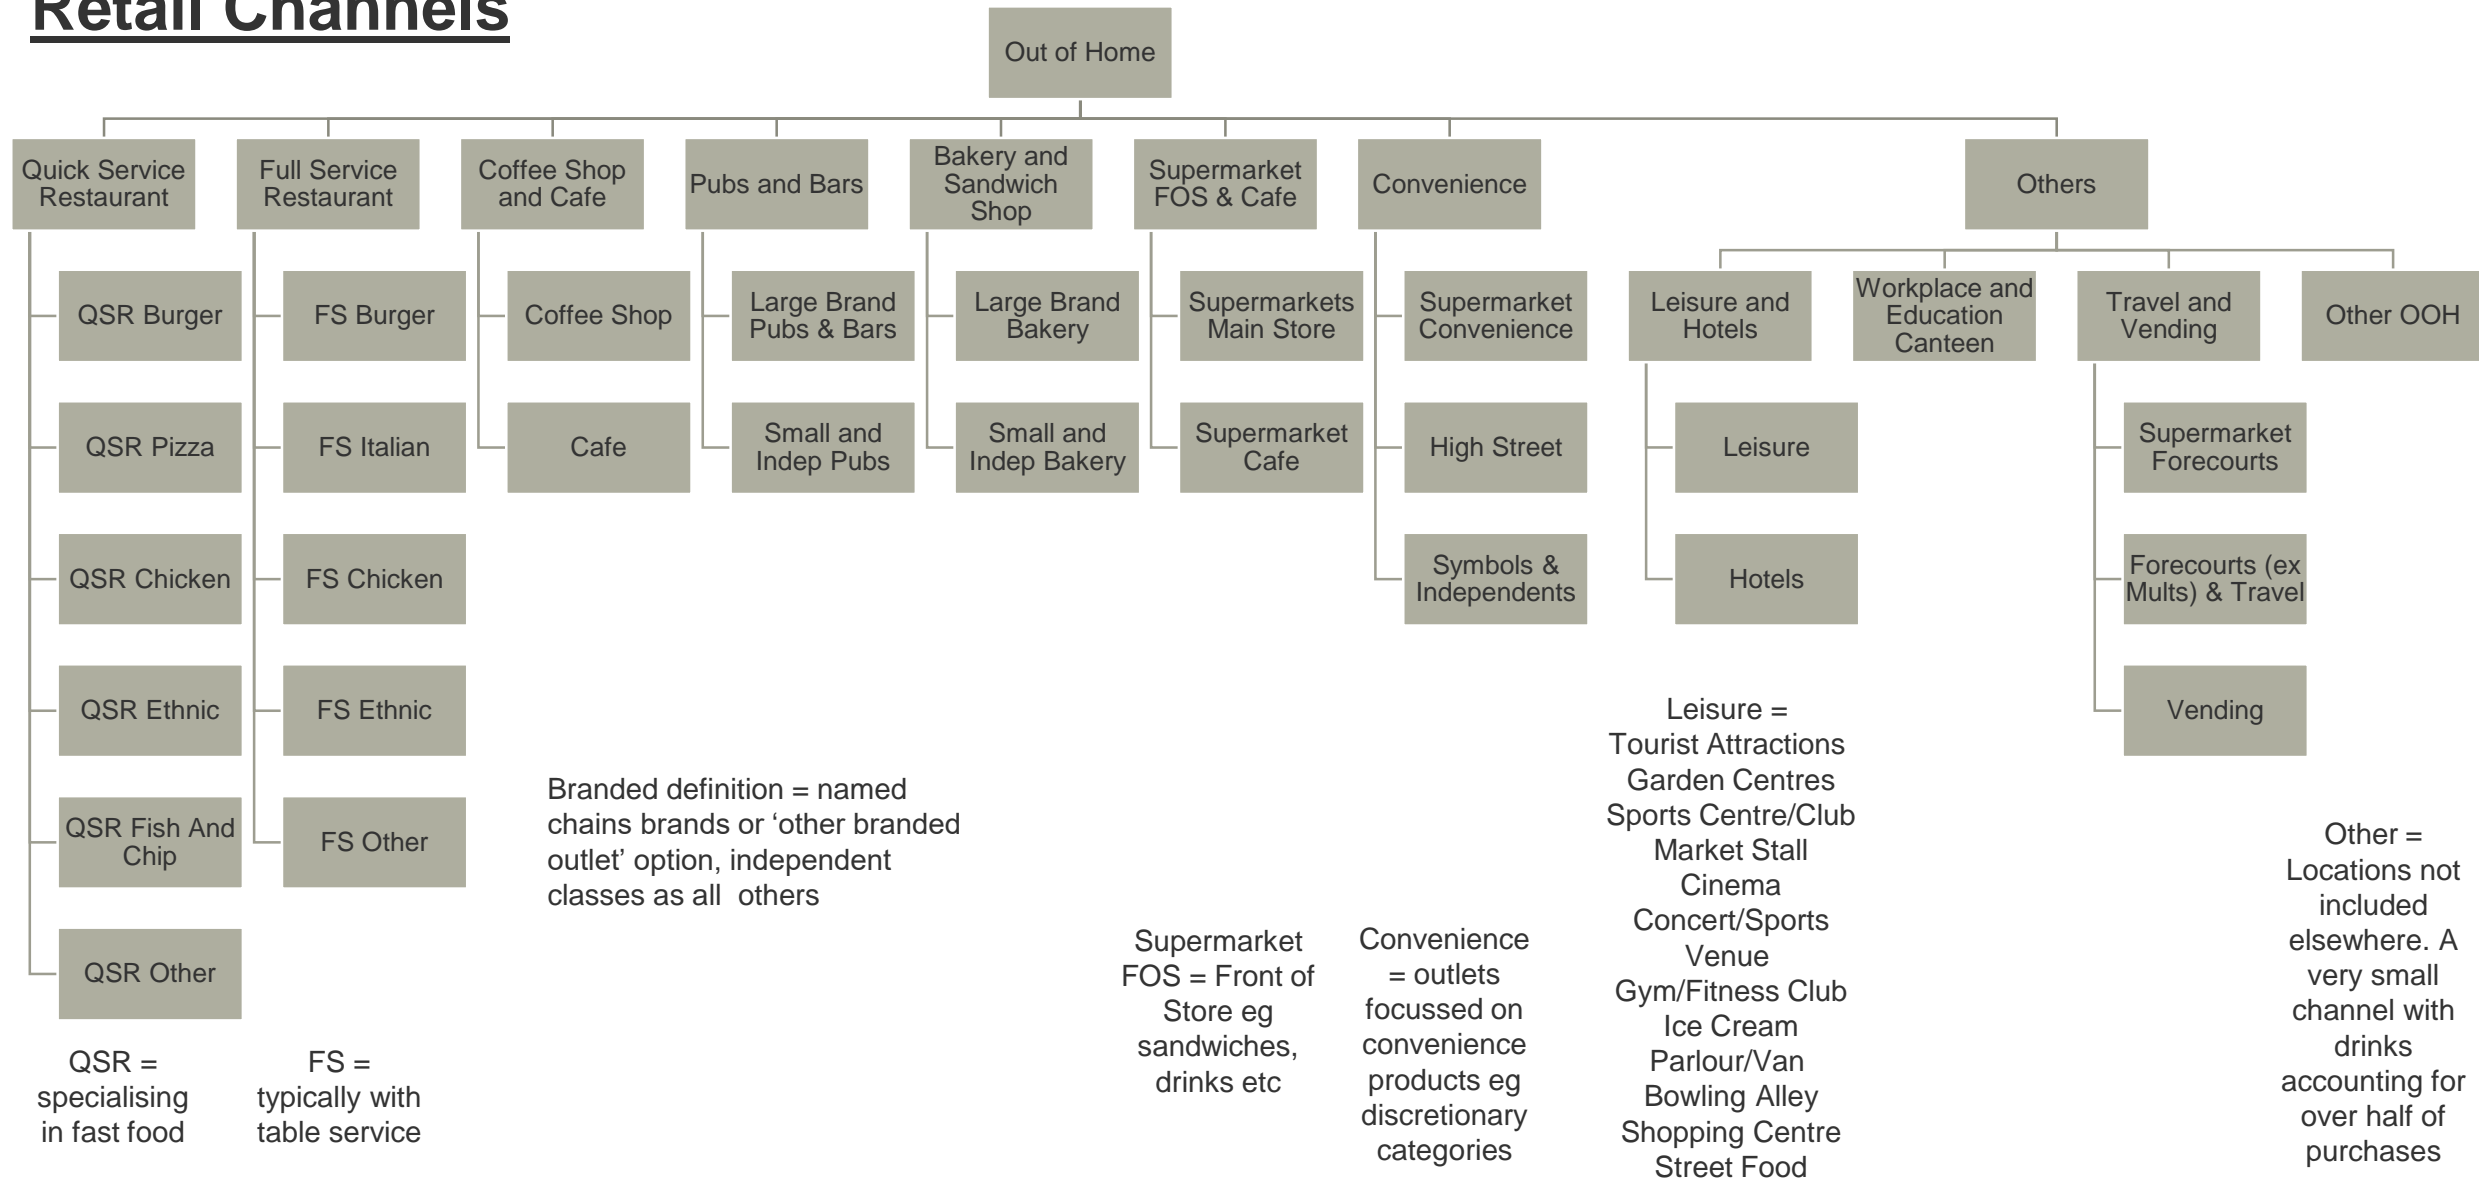 Retail Channels
Out of Home
Quick Service
Restaurant
Full Service
Restaurant
Coffee Shop
and Cafe
Pubs and Bars
Bakery and
Sandwich
Shop
Supermarket
FOS & Cafe
Convenience
Others
QSR Burger
QSR Pizza
QSR Chicken
QSR Ethnic
QSR Fish And
Chip
QSR Other
FS Burger
FS Italian
FS Chicken
FS Ethnic
FS Other
Coffee Shop
Cafe
Large Brand
Pubs & Bars
Small and
Indep Pubs
Large Brand
Bakery
Small and
Indep Bakery
Supermarkets
Main Store
Supermarket
Cafe
Supermarket
Convenience
High Street
Symbols &
Independents
Leisure and
Hotels
Leisure
Hotels
Workplace and
Education
Canteen
Travel and
Vending
Supermarket
Forecourts
Forecourts (ex
Mults) & Travel
Vending
Other OOH
QSR =
specialising
in fast food
FS =
typically with
table service
Branded definition = named
chains brands or ‘other branded
outlet’ option, independent
classes as all  others
Supermarket
FOS = Front of
Store eg
sandwiches,
drinks etc
Convenience
= outlets
focussed on
convenience
products eg
discretionary
categories
Leisure =
Tourist Attractions
Garden Centres
Sports Centre/Club
Market Stall
Cinema
Concert/Sports
Venue
Gym/Fitness Club
Ice Cream
Parlour/Van
Bowling Alley
Shopping Centre
Street Food
Other =
Locations not
included
elsewhere. A
very small
channel with
drinks
accounting for
over half of
purchases